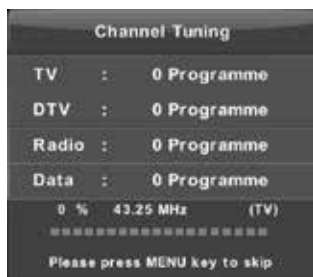 Channel Tuning
TV : 0 Programme
DTV : 0 Programme
Radio : 0 Programme
Data : 0 Programme
0 % 43.25 MHz (TV)
Please press MENU key to skip